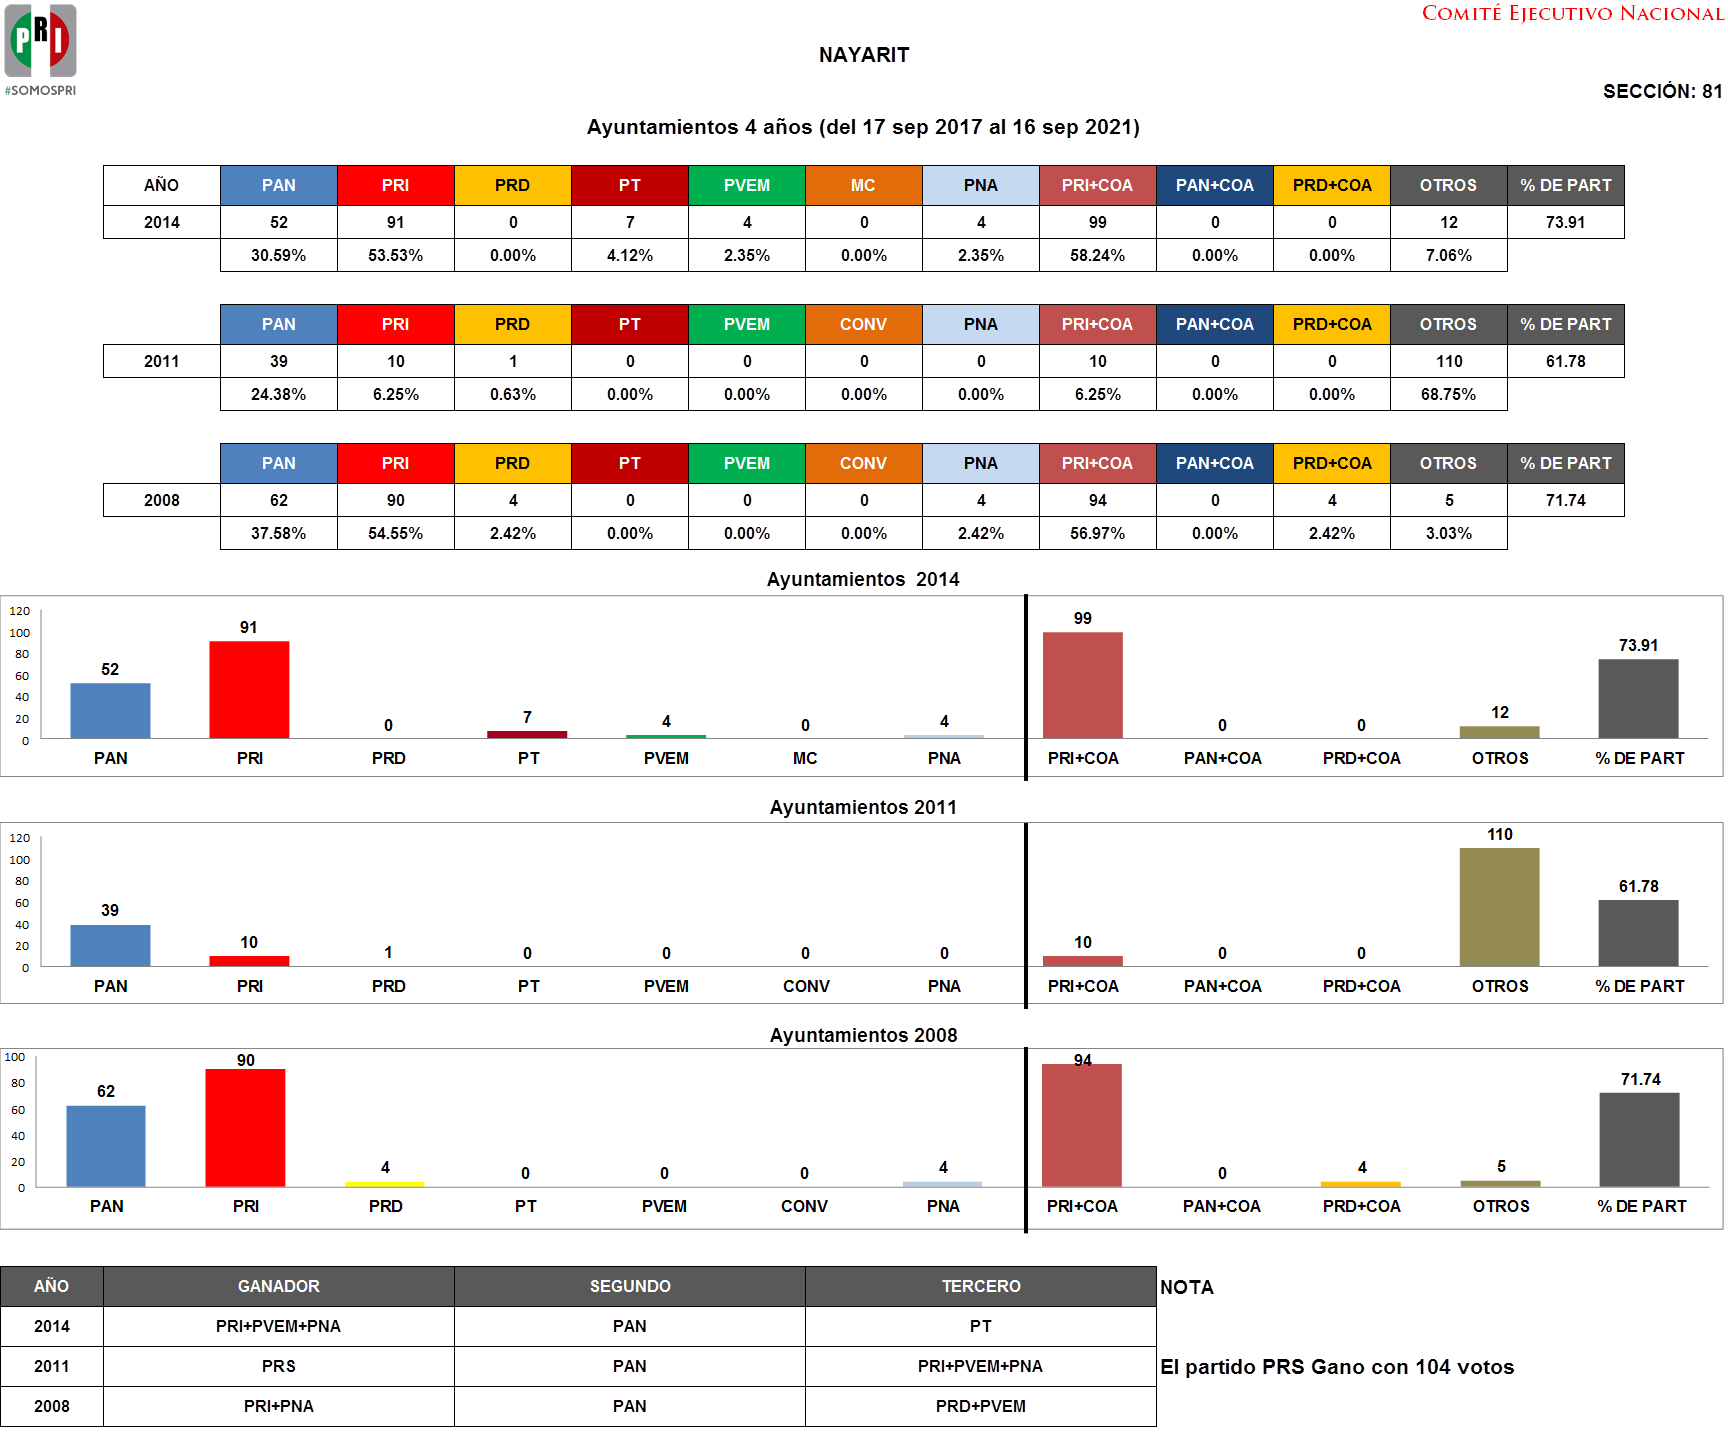 COMITÉ EJECUTIVO NACIONAL
PRI
#SOMOSPRI
NAYARIT
SECCIÓN: 81
Ayuntamientos 4 años (del 17 sep 2017 al 16 sep 2021)
AÑO PAN PRI PRD PT PVEM MC PNA PRI+COA PAN+COA PRD+COA OTROS % DE PART
2014 52 91 0 7 4 0 4 99 0 0 12 73.91
30.59% 53.53% 0.00% 4.12% 2.35% 0.00% 2.35% 58.24% 0.00% 0.00% 7.06%
PAN PRI PRD PT PVEM CONV PNA PRI+COA PAN+COA PRD+COA OTROS % DE PART
2011 39 10 1 0 0 0 0 10 0 0 110 61.78
24.38% 6.25% 0.63% 0.00% 0.00% 0.00% 0.00% 6.25% 0.00% 0.00% 68.75%
PAN PRI PRD PT PVEM CONV PNA PRI+COA PAN+COA PRD+COA OTROS % DE PART
2008 62 90 4 0 0 0 4 94 0 4 5 71.74
37.58% 54.55% 2.42% 0.00% 0.00% 0.00% 2.42% 56.97% 0.00% 2.42% 3.03%
Ayuntamientos 2014
120
100
80
60
40
20
0
52 91 0 7 4 0 4 99 0 0 12 73.91
PAN PRI PRD PT PVEM MC PNA PRI+COA PAN+COA PRD+COA OTROS % DE PART
Ayuntamientos 2011
120
100
80
60
40
20
0
39 10 1 0 0 0 0 10 0 0 110 61.78
PAN PRI PRD PT PVEM CONV PNA PRI+COA PAN+COA PRD+COA OTROS % DE PART
Ayuntamientos 2008
100
80
60
40
20
0
62 90 4 0 0 0 4 94 0 4 5 71.74
PAN PRI PRD PT PVEM CONV PNA PRI+COA PAN+COA PRD+COA OTROS % DE PART
AÑO GANADOR SEGUNDO TERCERO NOTA
2014 PRI+PVEM+PNA PAN PT
2011 PRS PAN PRI+PVEM+PNA El partido PRS Gano con 104 votos
2008 PRI+PNA PAN PRD+PVEM